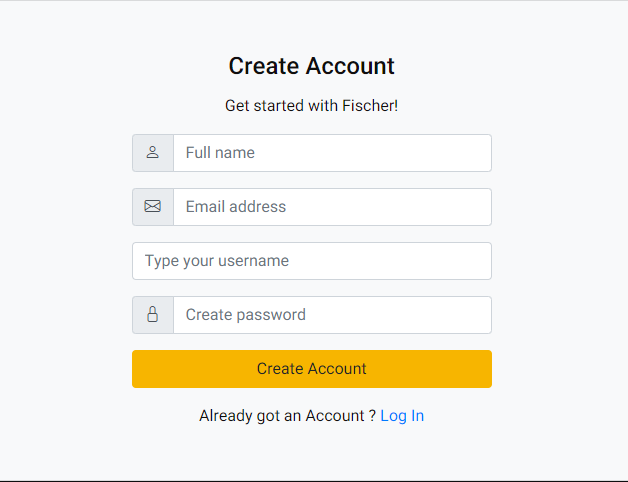 Create Account
Get started with Fischer!
Full name
Email address
Type your username
Create password
Create Account
Already got an Account ? Log In